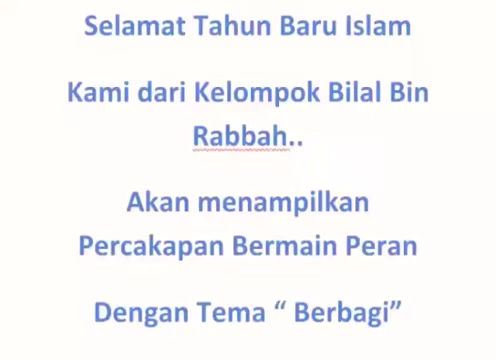 Selamat Tahun Baru Islam
Kami dari Kelompok Bilal Bin
Rabbah..
Akan menampilkan
Percakapan Bermain Peran
Dengan Tema “ Berbagi”